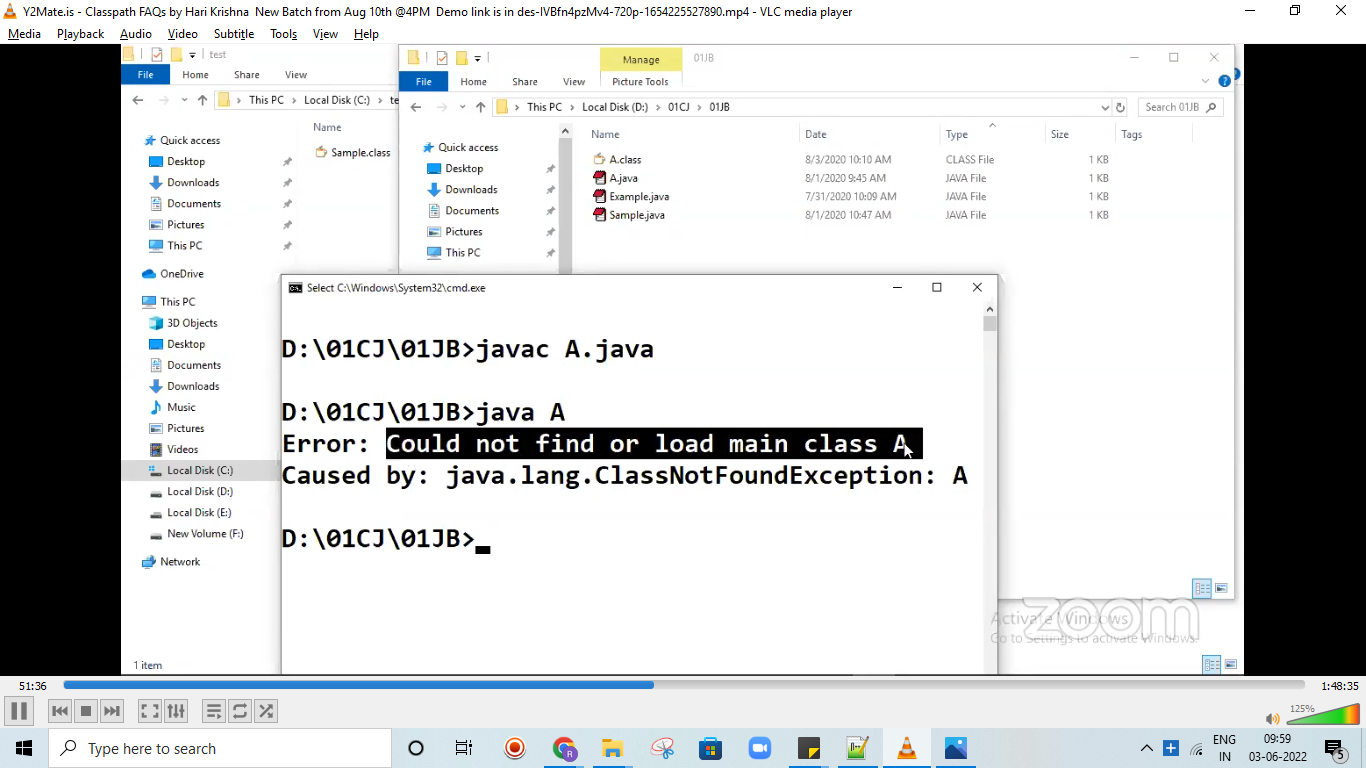 Y2Mate.is - Classpath FAQs by Hari Krishna  New Batch from Aug 10th @4PM  Demo link is in des-IVBfn4pzMv4-720p-1654225527890.mp4 - VLC media player
Media Playback Audio Video Subtitle Tools View Help
test
File Home Share View
This PC > Local Disk (C:) > te
Name
Sample.class
Quick access
Desktop
Downloads
Documents
Pictures
This PC
OneDrive
This PC
3D Objects
Desktop
Documents
Downloads
Music
Pictures
Videos
Local Disk (C:)
Local Disk (D:)
Local Disk (E:)
New Volume (F:)
Network
1 item
Manage 01JB
File Home Share View Picture Tools
This PC > Local Disk (D:) > 01CJ > 01JB
Search 01JB
Quick access
Desktop
Downloads
Documents
Pictures
This PC
Name Date Type Size Tags
A.class 8/3/2020 10:10 AM CLASS File 1 KB
A.java 8/1/2020 9:45 AM JAVA File 1 KB
Example.java 7/31/2020 10:09 AM JAVA File 1 KB
Sample.java 8/1/2020 10:47 AM JAVA File 1 KB
Select C:\Windows\System32\cmd.exe
D:\01CJ\01JB>javac A.java
D:\01CJ\01JB>java A
Error: Could not find or load main class A
Caused by: java.lang.ClassNotFoundException: A
D:\01CJ\01JB>
Activate Windows
Go to Settings to activate Windows.
zoom
51:36 1:48:35
125%
Type here to search
ENG
IN
09:59
03-06-2022
5